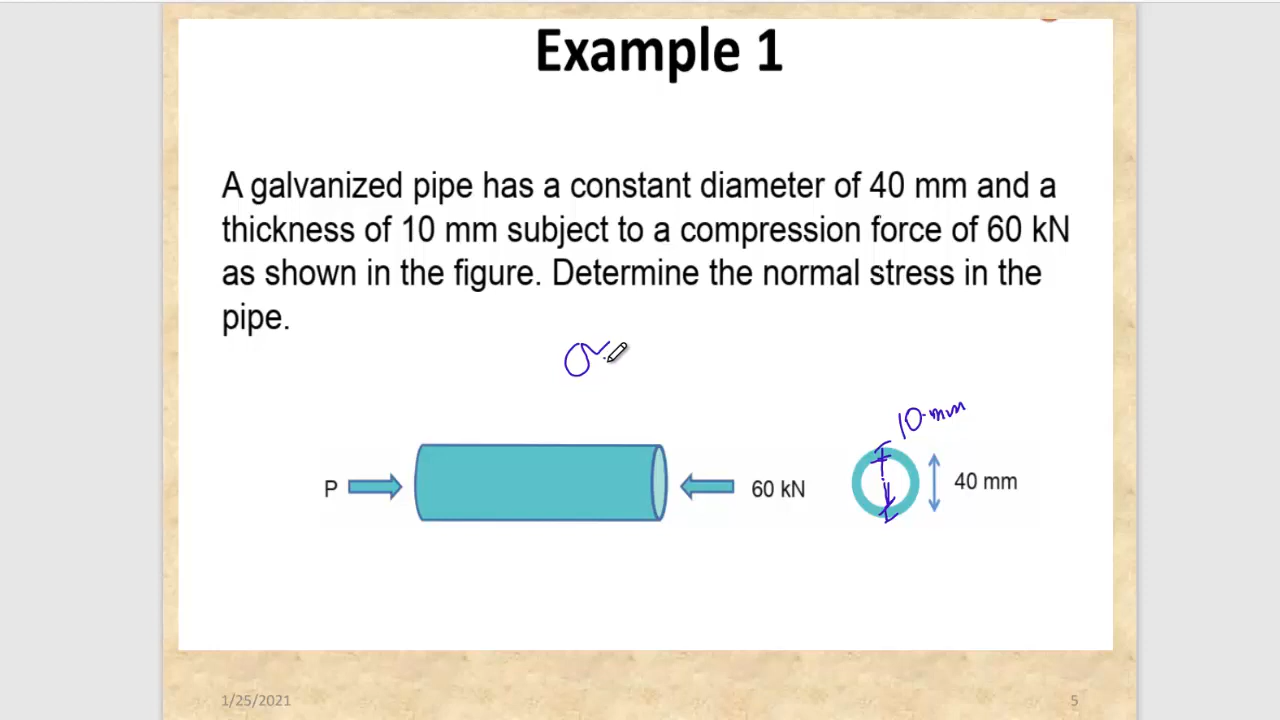 Example 1
A galvanized pipe has a constant diameter of 40 mm and a
thickness of 10 mm subject to a compression force of 60 kN
as shown in the figure. Determine the normal stress in the
pipe.
σ
10 mm
P
60 kN
40 mm
1/25/2021
5